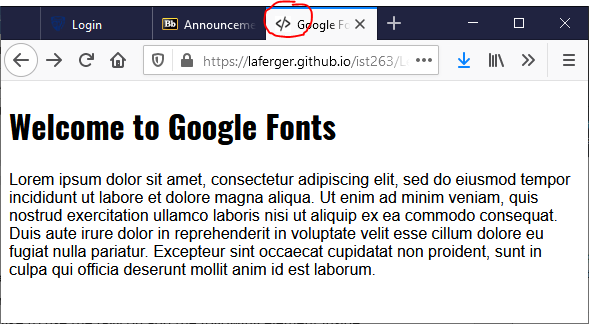 Login
Bb Announceme
</> Google Fo
https://laferger.github.io/ist263/L
Welcome to Google Fonts
Lorem ipsum dolor sit amet, consectetur adipiscing elit, sed do eiusmod tempor
incididunt ut labore et dolore magna aliqua. Ut enim ad minim veniam, quis
nostrud exercitation ullamco laboris nisi ut aliquip ex ea commodo consequat.
Duis aute irure dolor in reprehenderit in voluptate velit esse cillum dolore eu
fugiat nulla pariatur. Excepteur sint occaecat cupidatat non proident, sunt in
culpa qui officia deserunt mollit anim id est laborum.